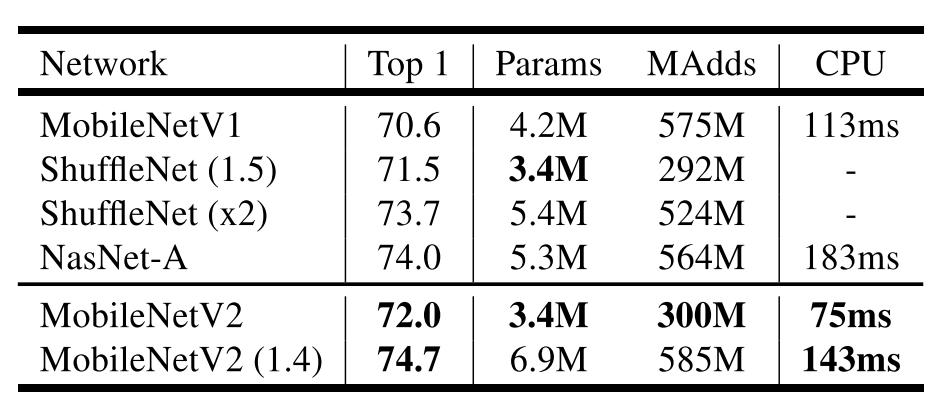 Network Top 1 Params MAdds CPU
MobileNetV1 70.6 4.2M 575M 113ms
ShuffleNet (1.5) 71.5 3.4M 292M -
ShuffleNet (x2) 73.7 5.4M 524M -
NasNet-A 74.0 5.3M 564M 183ms
MobileNetV2 72.0 3.4M 300M 75ms
MobileNetV2 (1.4) 74.7 6.9M 585M 143ms